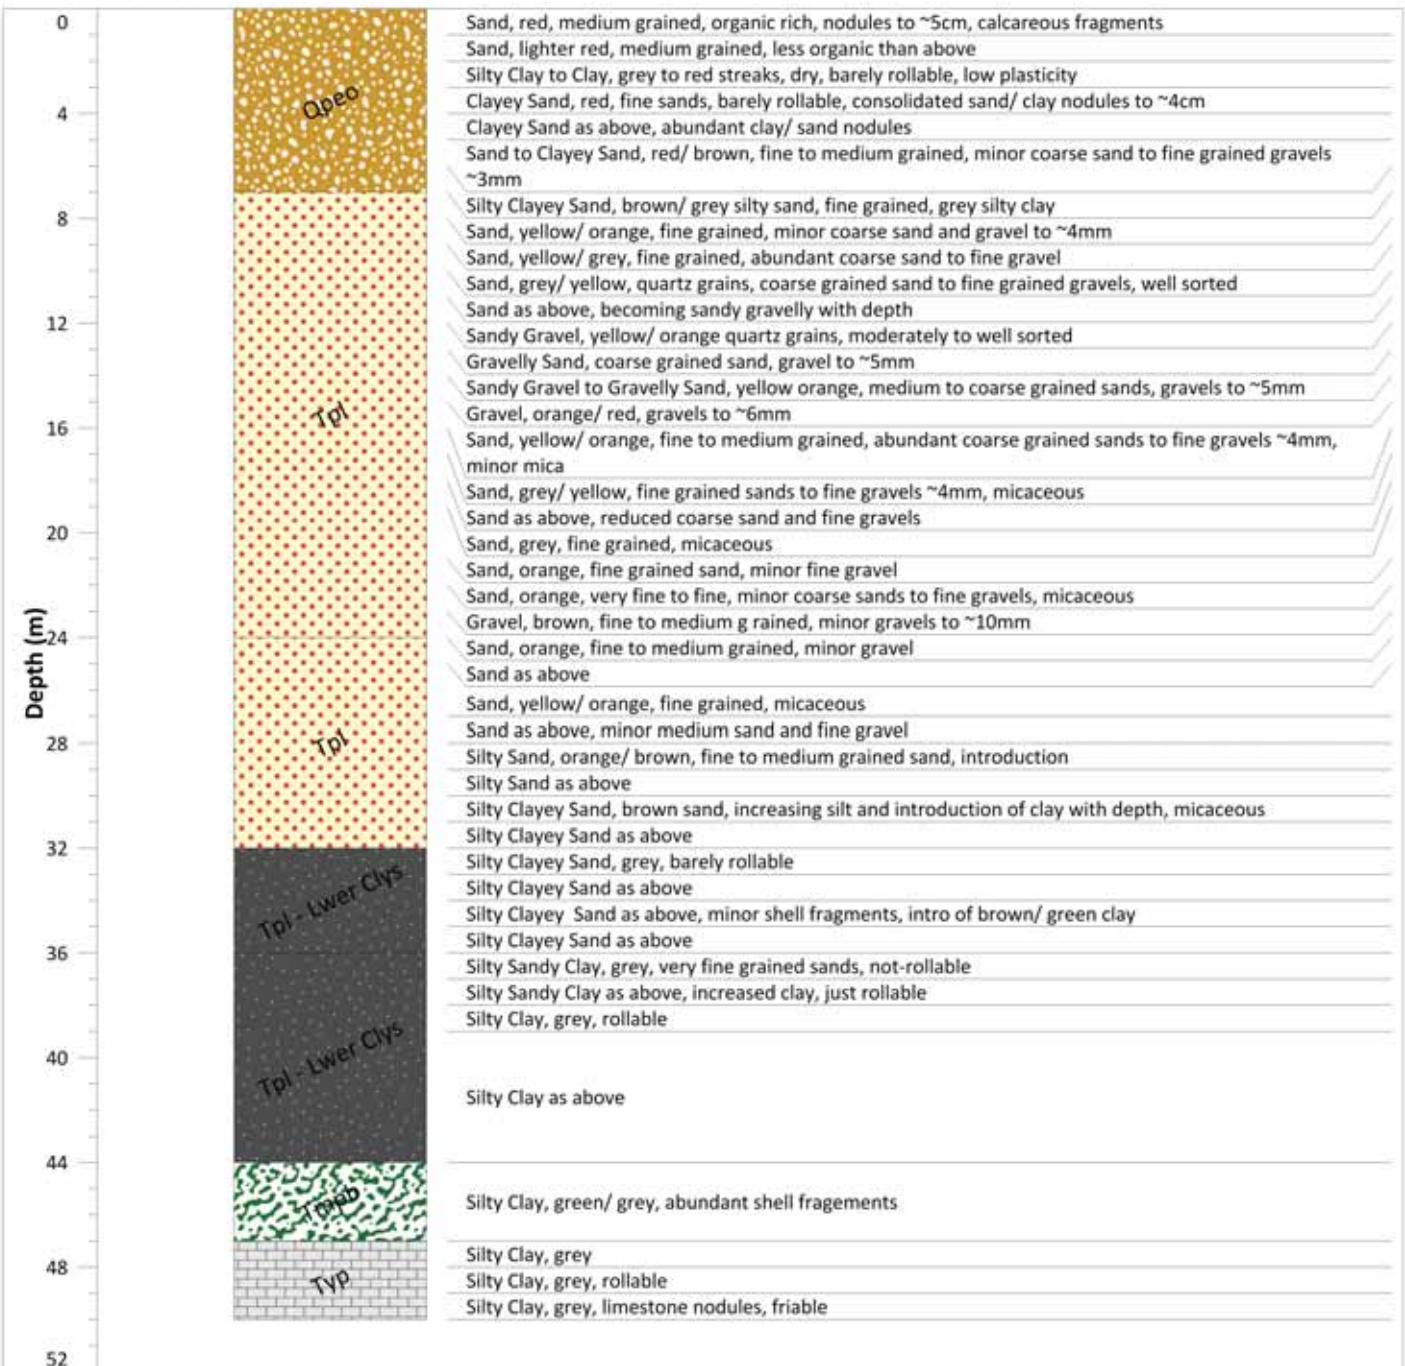 0
Sand, red, medium grained, organic rich, nodules to ~5cm, calcareous fragments
Sand, lighter red, medium grained, less organic than above
Silty Clay to Clay, grey to red streaks, dry, barely rollable, low plasticity
Qpeo
Clayey Sand, red, fine sands, barely rollable, consolidated sand/ clay nodules to ~4cm
4
Clayey Sand as above, abundant clay/ sand nodules
Sand to Clayey Sand, red/ brown, fine to medium grained, minor coarse sand to fine grained gravels
~3mm
Silty Clayey Sand, brown/ grey silty sand, fine grained, grey silty clay
8
Sand, yellow/ orange, fine grained, minor coarse sand and gravel to ~4mm
Sand, yellow/ grey, fine grained, abundant coarse sand to fine gravel
Sand, grey/ yellow, quartz grains, coarse grained sand to fine grained gravels, well sorted
Sand as above, becoming sandy gravelly with depth
12
Sandy Gravel, yellow/ orange quartz grains, moderately to well sorted
Gravelly Sand, coarse grained sand, gravel to ~5mm
Sandy Gravel to Gravelly Sand, yellow orange, medium to coarse grained sands, gravels to ~5mm
Tpl
Gravel, orange/ red, gravels to ~6mm
16
Sand, yellow/ orange, fine to medium grained, abundant coarse grained sands to fine gravels ~4mm,
minor mica
Sand, grey/ yellow, fine grained sands to fine gravels ~4mm, micaceous
Sand as above, reduced coarse sand and fine gravels
20
Sand, grey, fine grained, micaceous
Sand, orange, fine grained sand, minor fine gravel
Sand, orange, very fine to fine, minor coarse sands to fine gravels, micaceous
Gravel, brown, fine to medium g rained, minor gravels to ~10mm
24
Sand, orange, fine to medium grained, minor gravel
Depth (m)
Sand as above
Sand, yellow/ orange, fine grained, micaceous
Sand as above, minor medium sand and fine gravel
28
Tpl
Silty Sand, orange/ brown, fine to medium grained sand, introduction
Silty Sand as above
Silty Clayey Sand, brown sand, increasing silt and introduction of clay with depth, micaceous
Silty Clayey Sand as above
32
Silty Clayey Sand, grey, barely rollable
Silty Clayey Sand as above
Tpl - Lwer Clys
Silty Clayey  Sand as above, minor shell fragments, intro of brown/ green clay
Silty Clayey Sand as above
36
Silty Sandy Clay, grey, very fine grained sands, not-rollable
Silty Sandy Clay as above, increased clay, just rollable
Silty Clay, grey, rollable
40
Tpl - Lwer Clys
Silty Clay as above
44
Tmpb
Silty Clay, green/ grey, abundant shell fragements
Silty Clay, grey
48
Typ
Silty Clay, grey, rollable
Silty Clay, grey, limestone nodules, friable
52